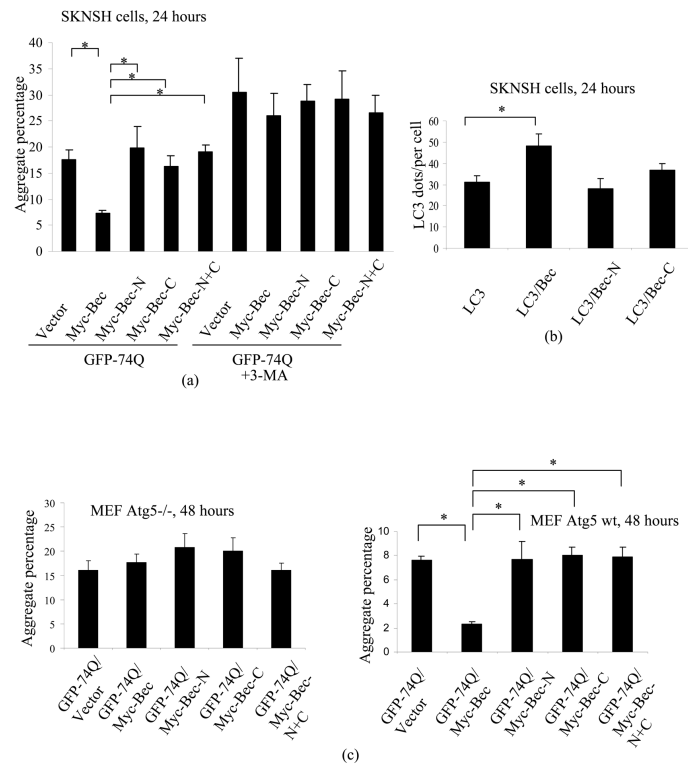 SKNSH cells, 24 hours
*
*
*
*
Aggregate percentage
40
35
30
25
20
15
10
5
0
Vector
Myc-Bec
Myc-Bec-N
Myc-Bec-C
Myc-Bec-N+C
Vector
Myc-Bec
Myc-Bec-N
Myc-Bec-C
Myc-Bec-N+C
GFP-74Q
GFP-74Q
+3-MA
(a)
SKNSH cells, 24 hours
*
LC3 dots/per cell
60
50
40
30
20
10
0
LC3
LC3/Bec
LC3/Bec-N
LC3/Bec-C
(b)
MEF Atg5-/-, 48 hours
Aggregate percentage
30
25
20
15
10
5
0
GFP-74Q/
Vector
GFP-74Q/
Myc-Bec
GFP-74Q/
Myc-Bec-N
GFP-74Q/
Myc-Bec-C
GFP-74Q/
Myc-Bec-
N+C
*
*
*
*
MEF Atg5 wt, 48 hours
Aggregate percentage
10
8
6
4
2
0
GFP-74Q/
Vector
GFP-74Q/
Myc-Bec
GFP-74Q/
Myc-Bec-N
GFP-74Q/
Myc-Bec-C
GFP-74Q/
Myc-Bec-
N+C
(c)